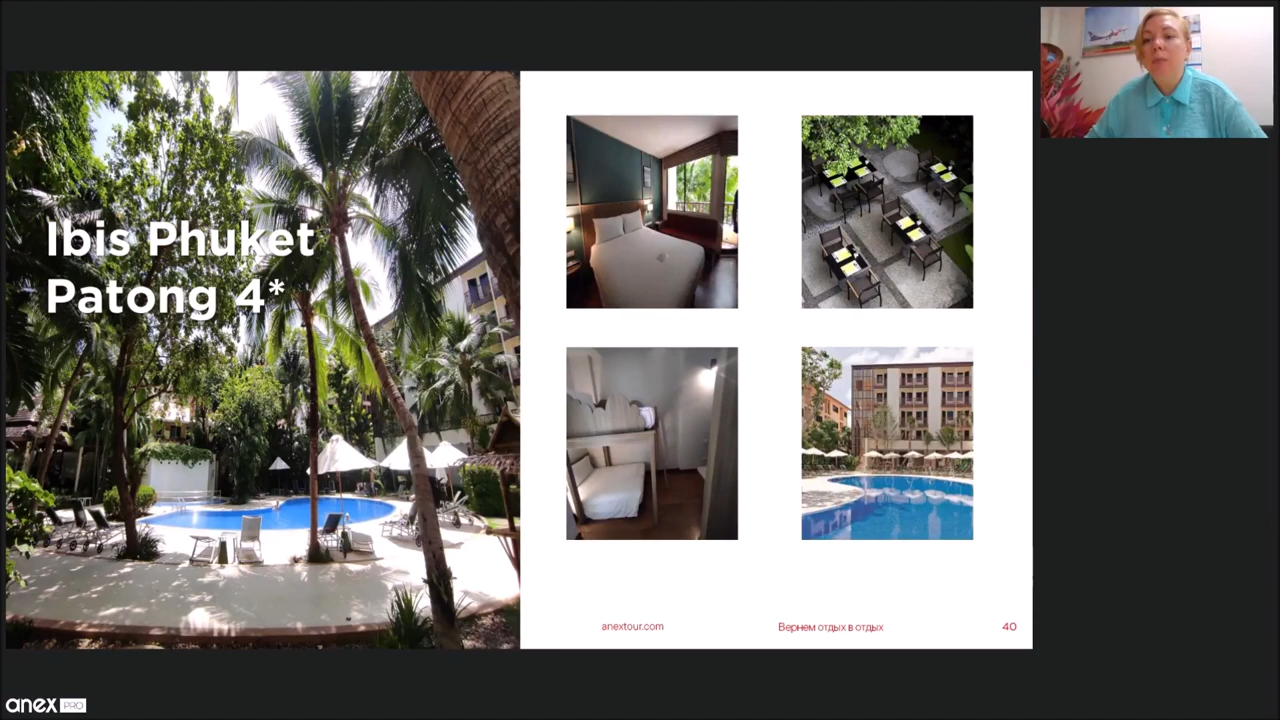 Ibis Phuket
Patong 4*
anextour.com
Вернем отдых в отдых
40
anex PRO